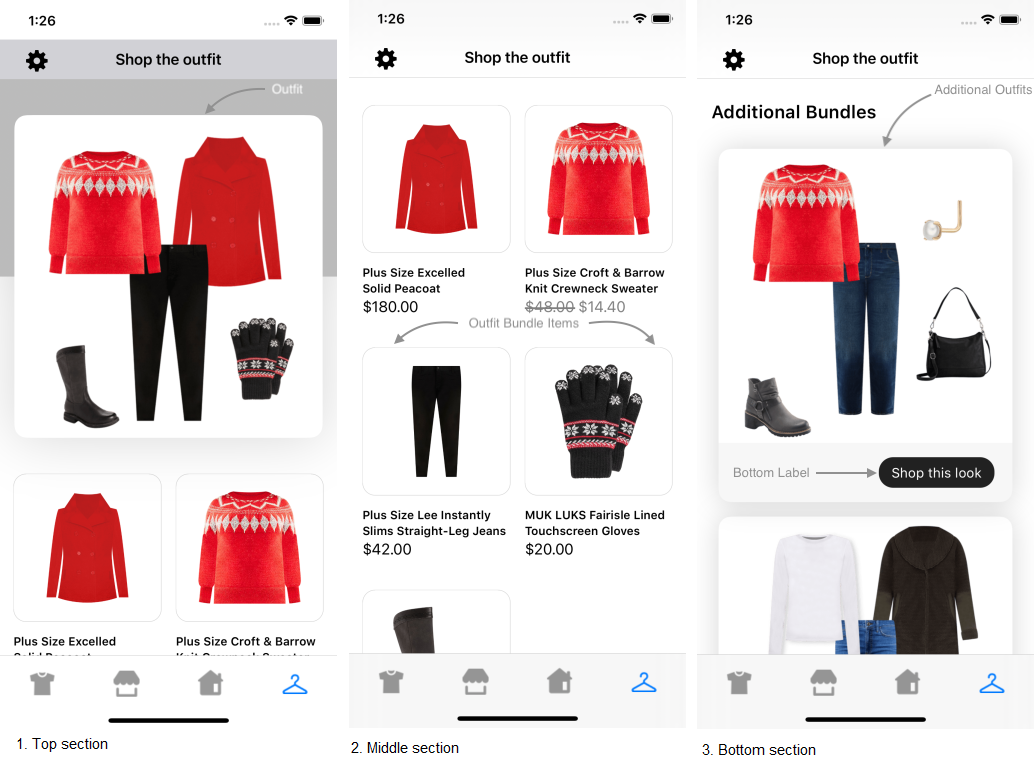 1:26
Shop the outfit
Outfit
Plus Size Excelled
Solid Peacoat
Plus Size Croft & Barrow
Knit Crewneck Sweater
1. Top section
1:26
Shop the outfit
Plus Size Excelled
Solid Peacoat
$180.00
Plus Size Croft & Barrow
Knit Crewneck Sweater
$48.00 $14.40
Outfit Bundle Items
Plus Size Lee Instantly
Slims Straight-Leg Jeans
$42.00
MUK LUKS Fairisle Lined
Touchscreen Gloves
$20.00
2. Middle section
1:26
Shop the outfit
Additional Outfits
Additional Bundles
Bottom Label
Shop this look
3. Bottom section